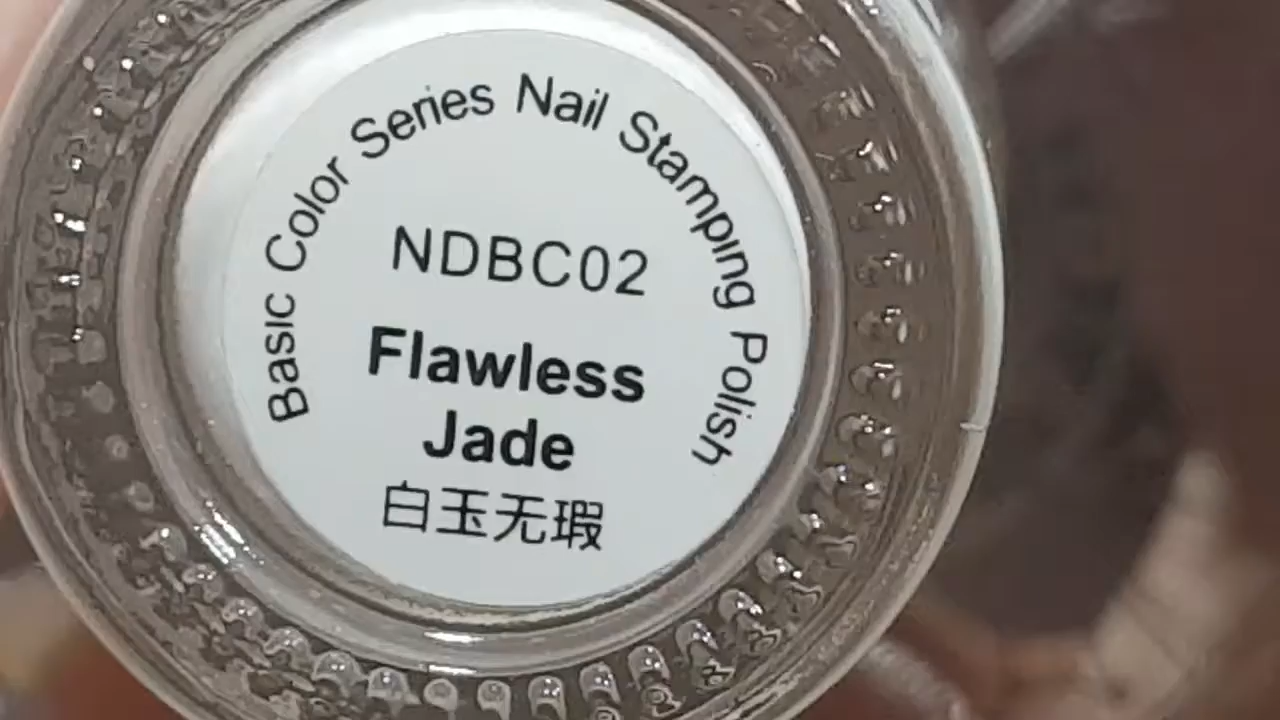 Basic Color Series Nail Stamping Polish
NDBC02
Flawless
Jade
白玉无瑕